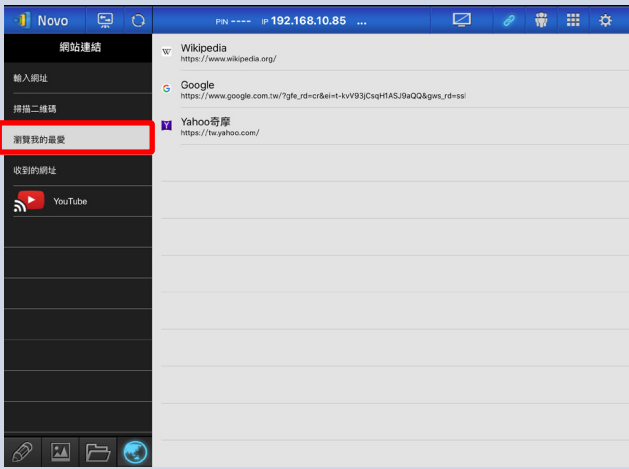 Novo
PIN ---- IP 192.168.10.85 ...
網站連結
輸入網址
掃描二維碼
瀏覽我的最愛
收到的網址
YouTube
W Wikipedia
https://www.wikipedia.org/
G Google
https://www.google.com.tw/?gfe_rd=cr&ei=t-kvV93jCsqH1ASJ9aQQ&gws_rd=ssl
Y Yahoo奇摩
https://tw.yahoo.com/